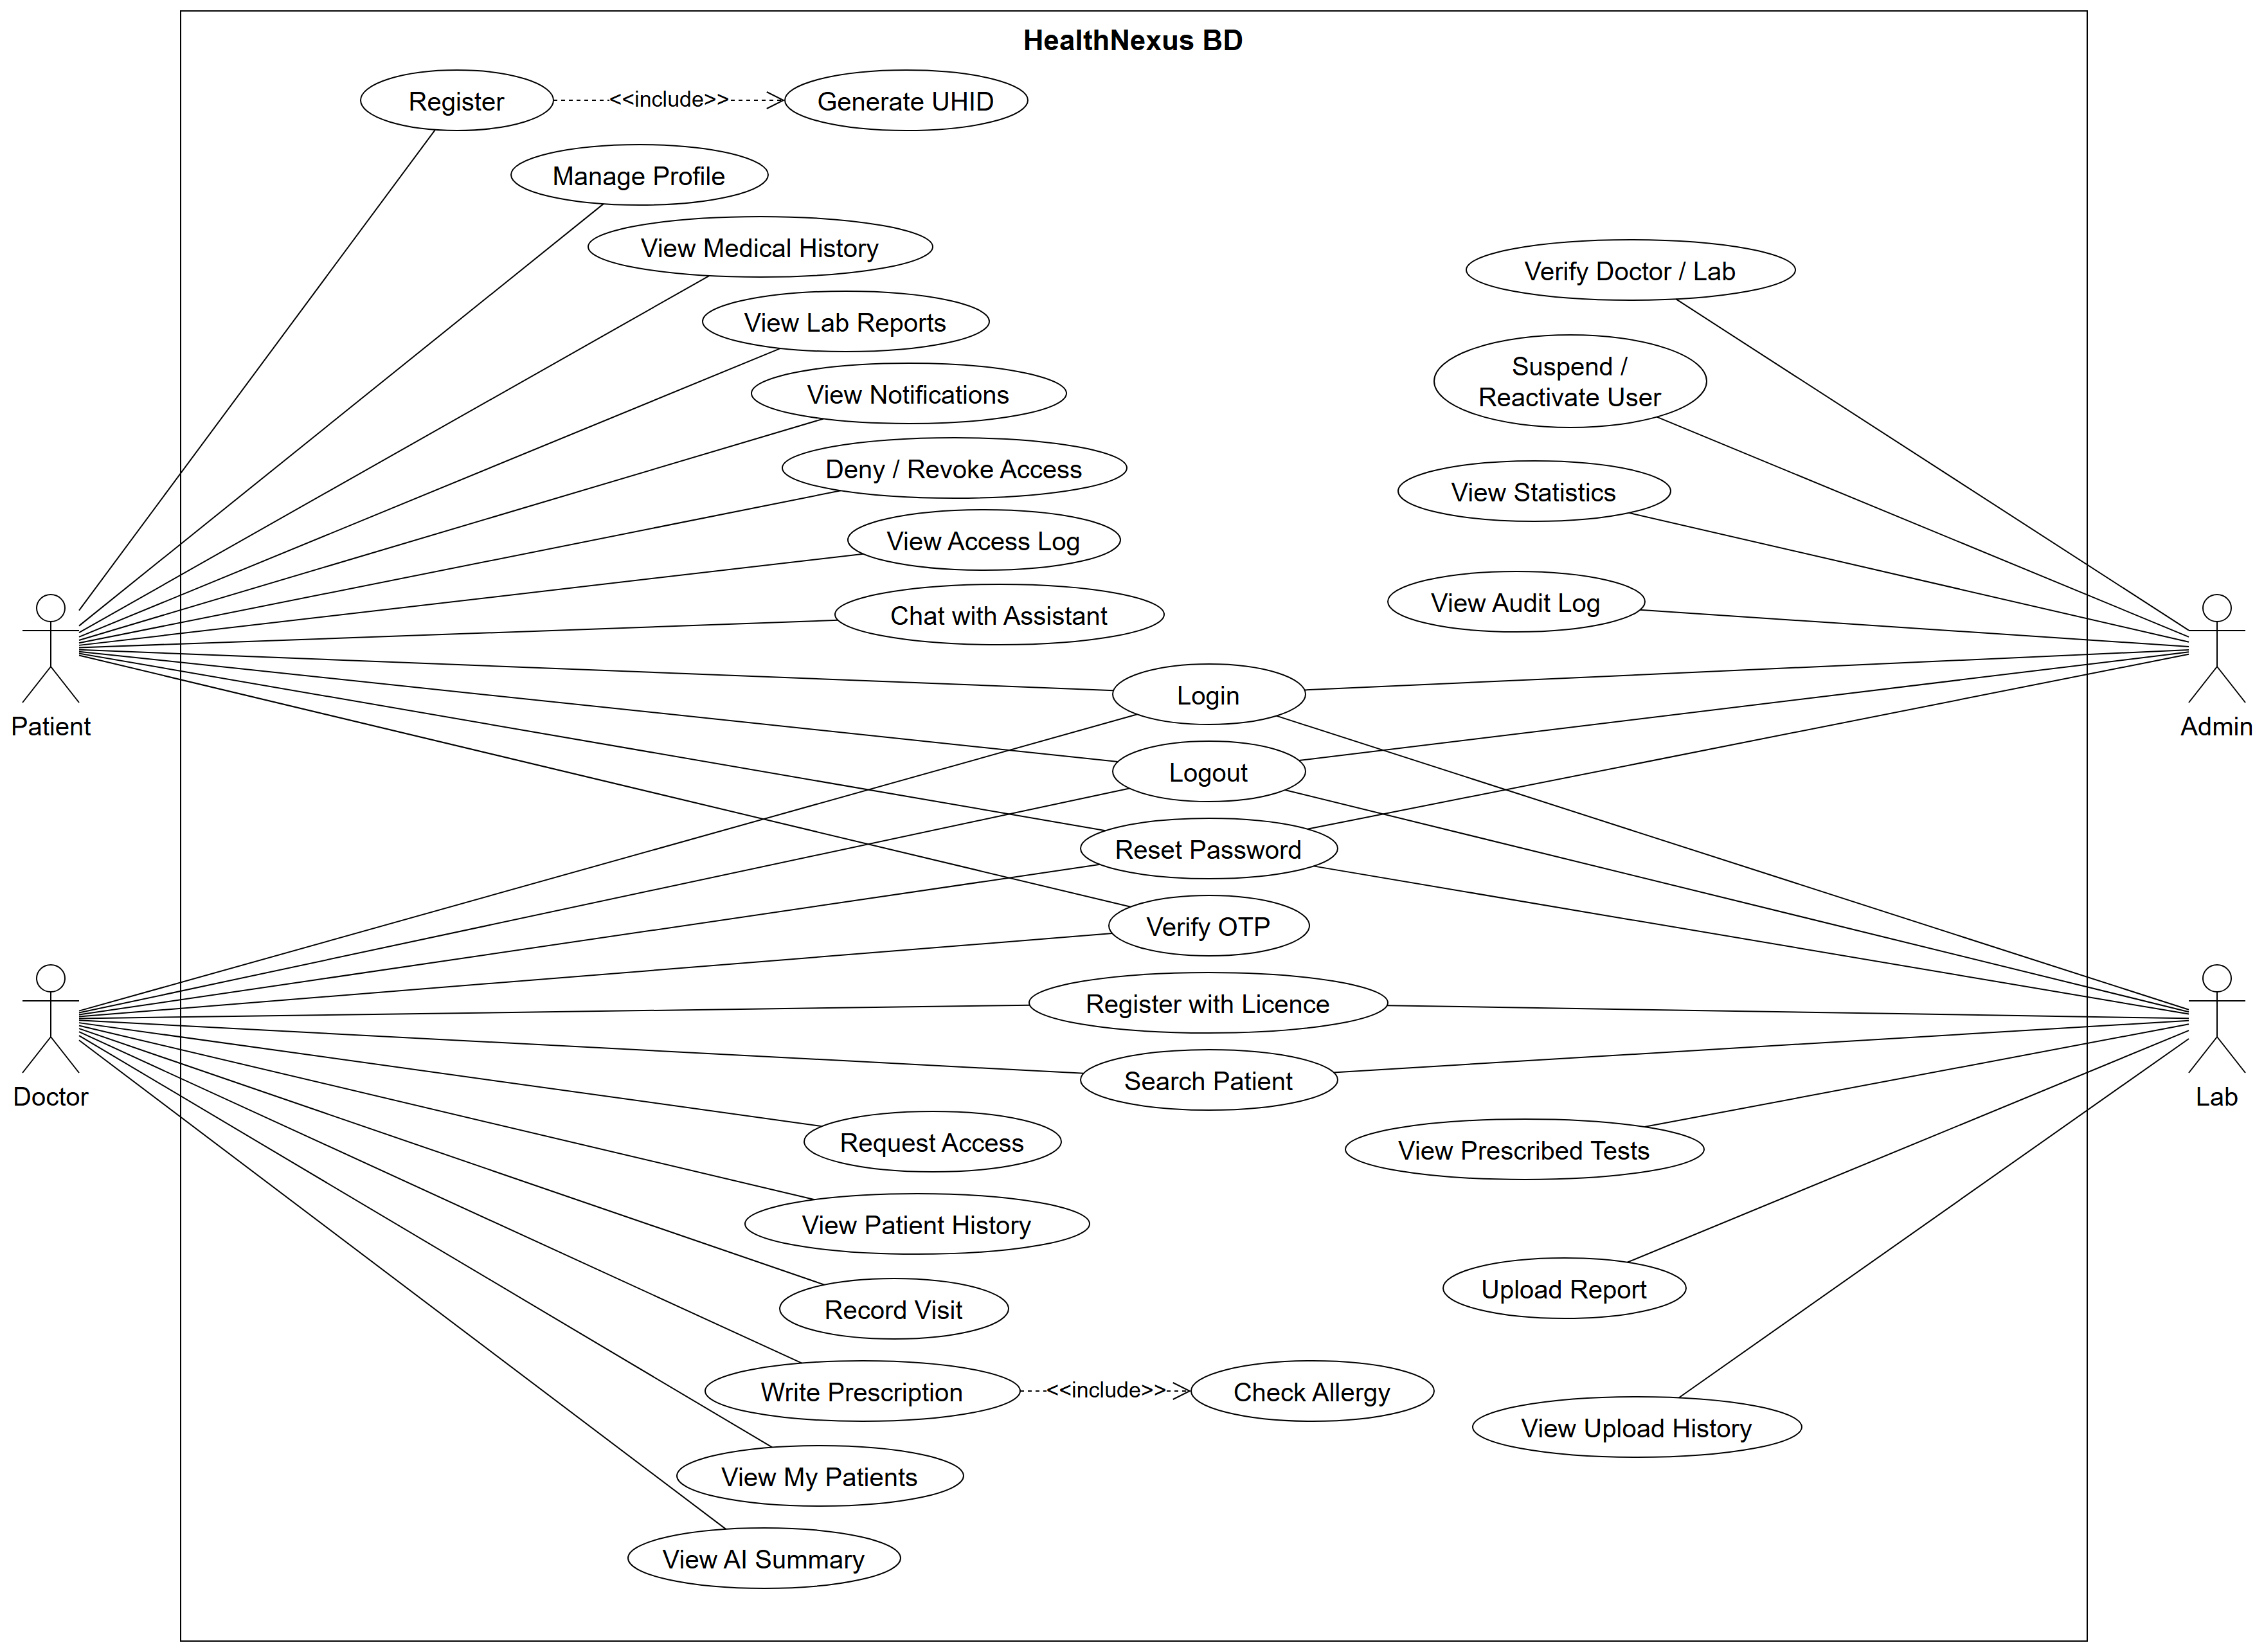 HealthNexus BD
Register
<<include>>
Generate UHID
Manage Profile
View Medical History
View Lab Reports
View Notifications
Deny / Revoke Access
View Access Log
Chat with Assistant
Verify Doctor / Lab
Suspend /
Reactivate User
View Statistics
View Audit Log
Patient
Admin
Login
Logout
Reset Password
Verify OTP
Register with Licence
Search Patient
Doctor
Lab
Request Access
View Patient History
Record Visit
Write Prescription
<<include>>
Check Allergy
View My Patients
View AI Summary
View Prescribed Tests
Upload Report
View Upload History